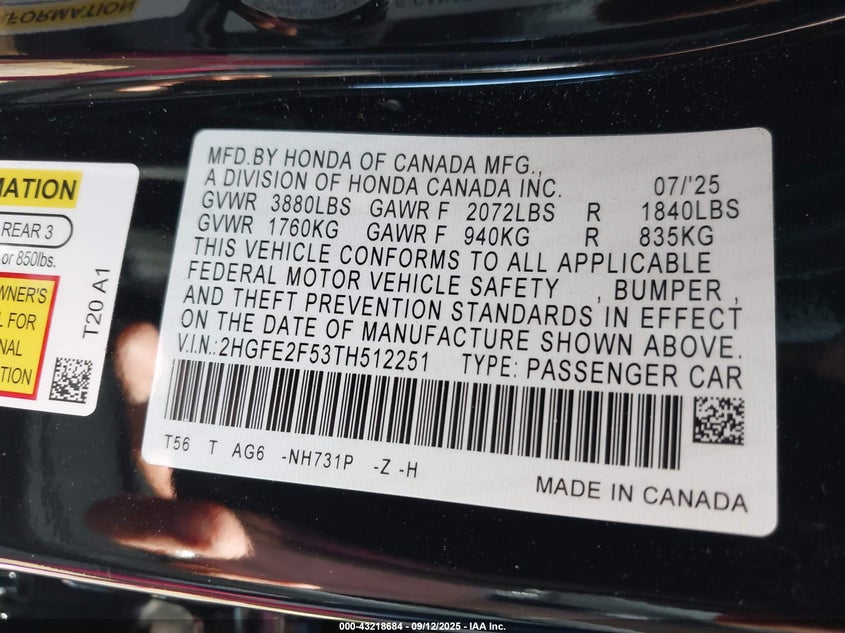 FORMATION
MATION
REAR 3
or 850lbs.
WNER'S
L FOR
NAL
TION
T20 A1
MFD.BY HONDA OF CANADA MFG.,
A DIVISION OF HONDA CANADA INC. 07/'25
GVWR 3880LBS GAWR F 2072LBS R 1840LBS
GVWR 1760KG GAWR F 940KG R 835KG
THIS VEHICLE CONFORMS TO ALL APPLICABLE
FEDERAL MOTOR VEHICLE SAFETY , BUMPER ,
AND THEFT PREVENTION STANDARDS IN EFFECT
ON THE DATE OF MANUFACTURE SHOWN ABOVE.
V.I.N.:2HGFE2F53TH512251 TYPE: PASSENGER CAR
T56 T AG6 -NH731P -Z -H
MADE IN CANADA
000-43218684 - 09/12/2025 - IAA Inc.